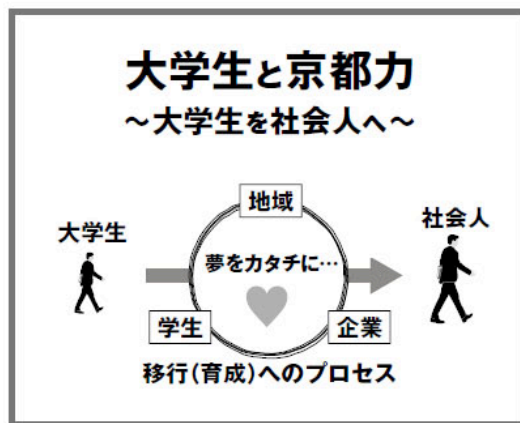 大学生と京都力
～大学生を社会人へ～
地域
大学生
社会人
夢をカタチに…
学生
企業
移行(育成)へのプロセス